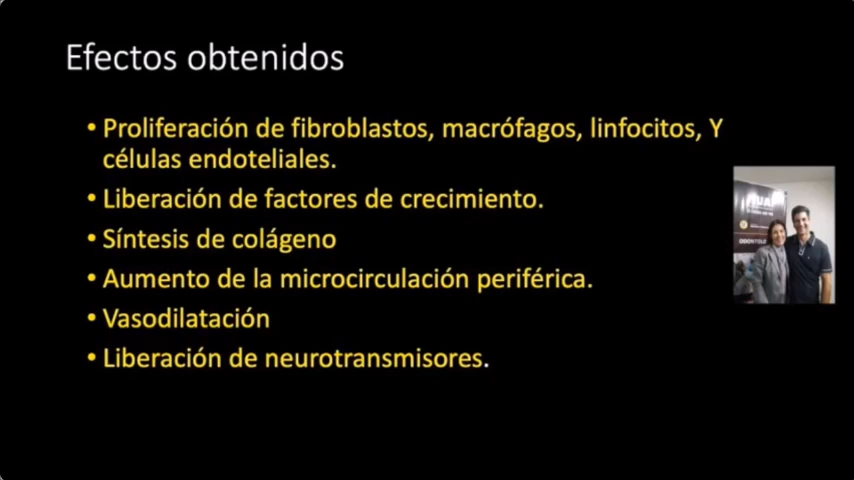 Efectos obtenidos
• Proliferación de fibroblastos, macrófagos, linfocitos, Y
células endoteliales.
• Liberación de factores de crecimiento.
• Síntesis de colágeno
• Aumento de la microcirculación periférica.
• Vasodilatación
• Liberación de neurotransmisores.